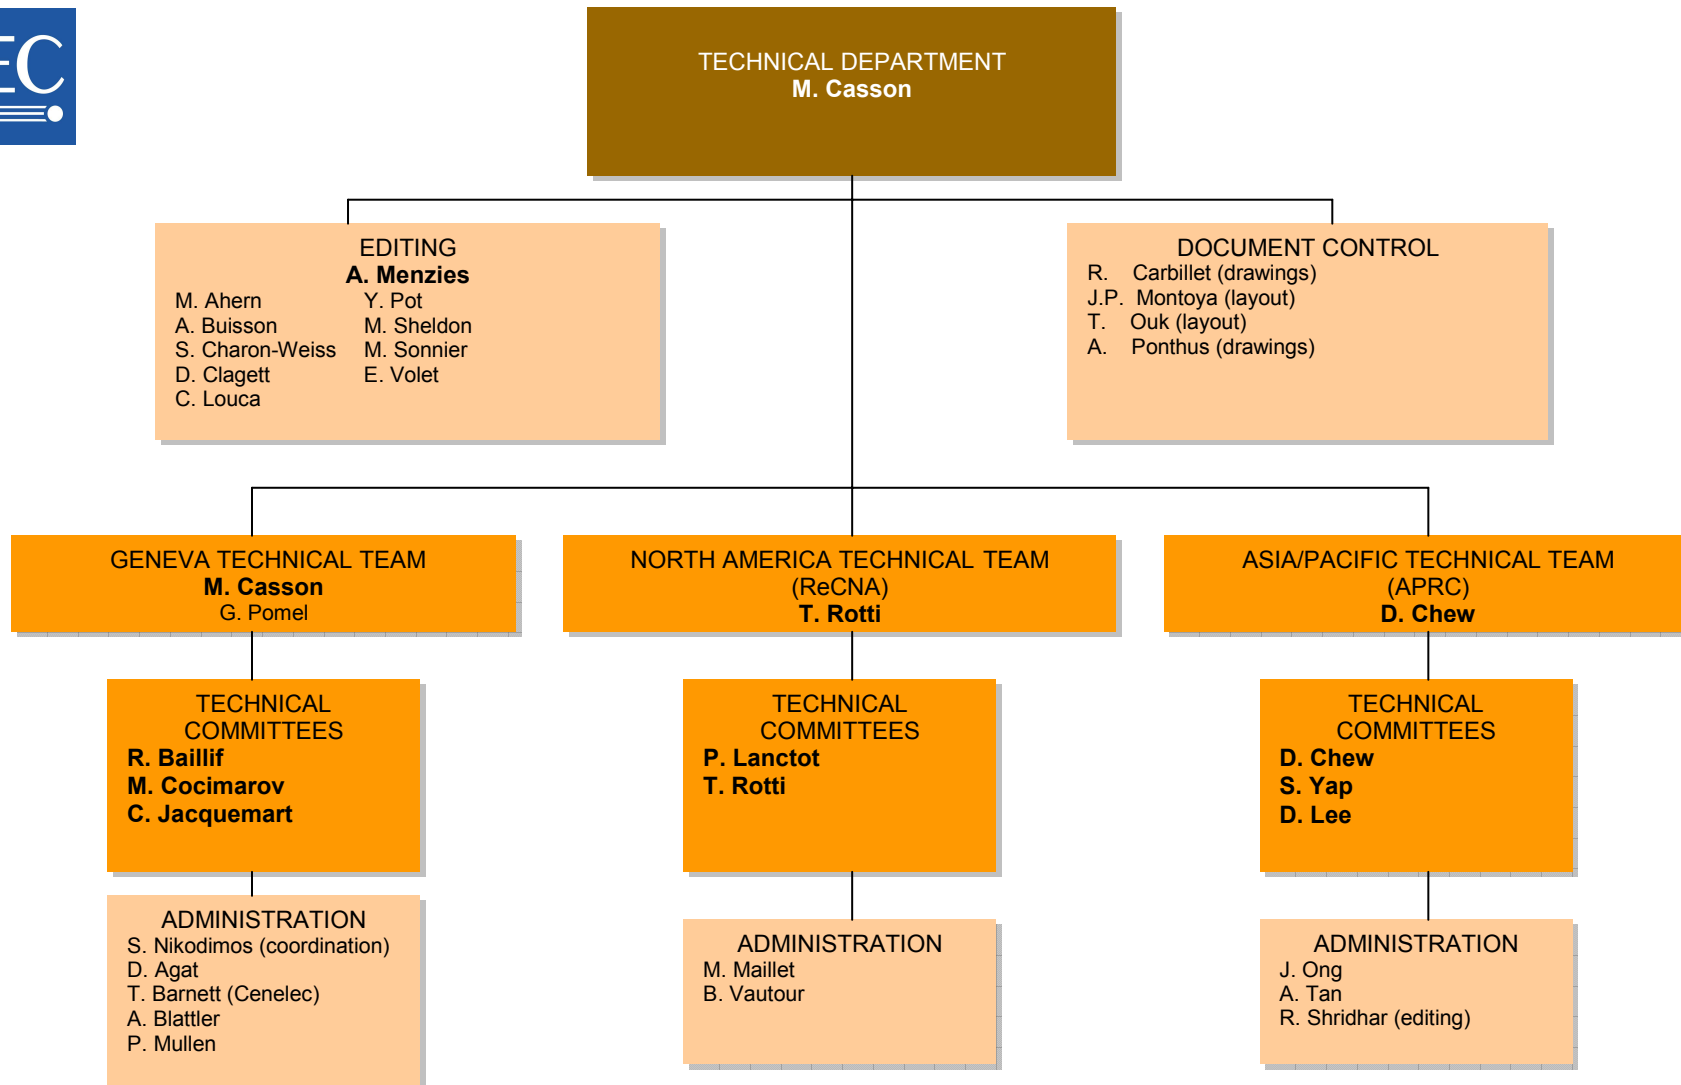 EC
TECHNICAL DEPARTMENT
M. Casson
EDITING
A. Menzies
M. Ahern
A. Buisson
S. Charon-Weiss
D. Clagett
C. Louca
Y. Pot
M. Sheldon
M. Sonnier
E. Volet
DOCUMENT CONTROL
R. Carbillet (drawings)
J.P. Montoya (layout)
T. Ouk (layout)
A. Ponthus (drawings)
GENEVA TECHNICAL TEAM
M. Casson
G. Pomel
NORTH AMERICA TECHNICAL TEAM
(ReCNA)
T. Rotti
ASIA/PACIFIC TECHNICAL TEAM
(APRC)
D. Chew
TECHNICAL
COMMITTEES
R. Baillif
M. Cocimarov
C. Jacquemart
TECHNICAL
COMMITTEES
P. Lanctot
T. Rotti
TECHNICAL
COMMITTEES
D. Chew
S. Yap
D. Lee
ADMINISTRATION
S. Nikodimos (coordination)
D. Agat
T. Barnett (Cenelec)
A. Blattler
P. Mullen
ADMINISTRATION
M. Maillet
B. Vautour
ADMINISTRATION
J. Ong
A. Tan
R. Shridhar (editing)